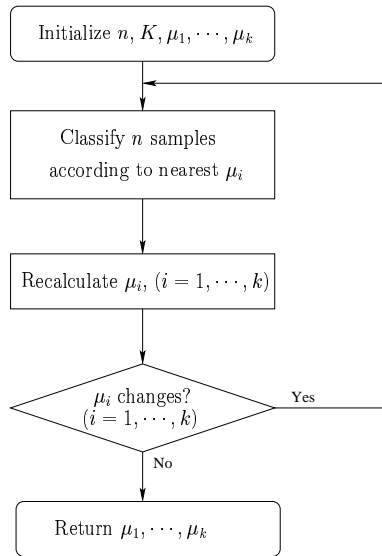 Initialize n, K, μ₁, ⋯, μₖ
Classify n samples
according to nearest μᵢ
Recalculate μᵢ, (i = 1, ⋯, k)
μᵢ changes?
(i = 1, ⋯, k)
Yes
No
Return μ₁, ⋯, μₖ